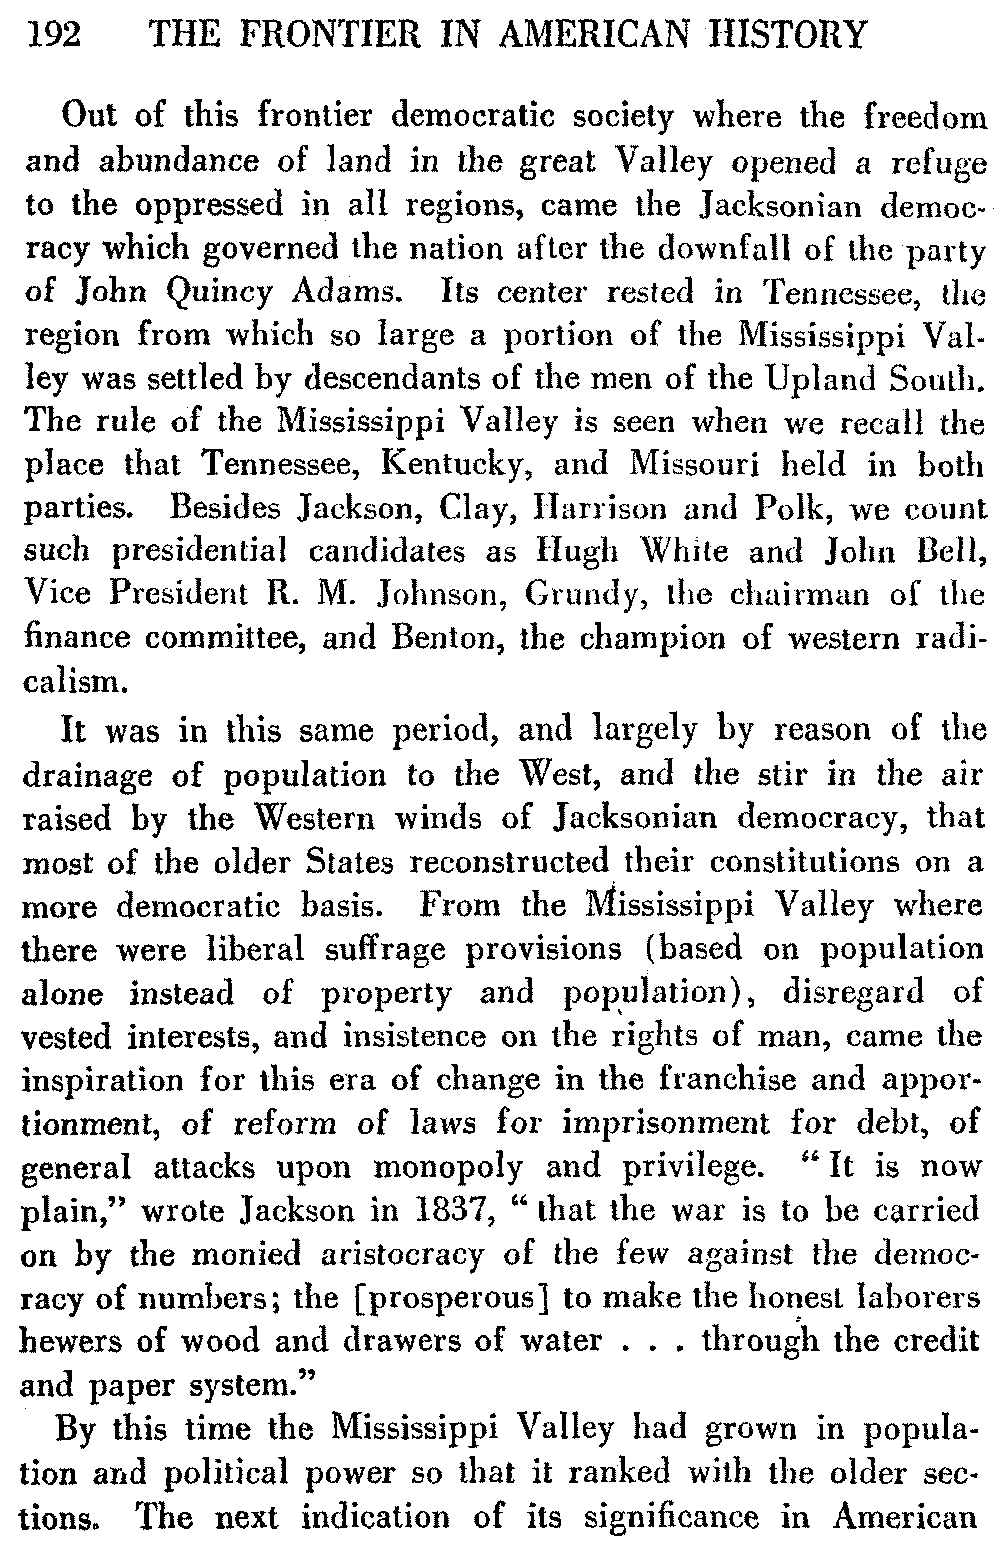 192 THE FRONTIER IN AMERICAN HISTORY
Out of this frontier democratic society where the freedom
and abundance of land in the great Valley opened a refuge
to the oppressed in all regions, came the Jacksonian democ-
racy which governed the nation after the downfall of the party
of John Quincy Adams. Its center rested in Tennessee, the
region from which so large a portion of the Mississippi Val-
ley was settled by descendants of the men of the Upland South.
The rule of the Mississippi Valley is seen when we recall the
place that Tennessee, Kentucky, and Missouri held in both
parties. Besides Jackson, Clay, Harrison and Polk, we count
such presidential candidates as Hugh White and John Bell,
Vice President R. M. Johnson, Grundy, the chairman of the
finance committee, and Benton, the champion of western radi-
calism.
It was in this same period, and largely by reason of the
drainage of population to the West, and the stir in the air
raised by the Western winds of Jacksonian democracy, that
most of the older States reconstructed their constitutions on a
more democratic basis. From the Mississippi Valley where
there were liberal suffrage provisions (based on population
alone instead of property and population), disregard of
vested interests, and insistence on the rights of man, came the
inspiration for this era of change in the franchise and appor-
tionment, of reform of laws for imprisonment for debt, of
general attacks upon monopoly and privilege. “ It is now
plain,” wrote Jackson in 1837, “ that the war is to be carried
on by the monied aristocracy of the few against the democ-
racy of numbers; the [prosperous] to make the honest laborers
hewers of wood and drawers of water . . . through the credit
and paper system.”
By this time the Mississippi Valley had grown in popula-
tion and political power so that it ranked with the older sec-
tions. The next indication of its significance in American